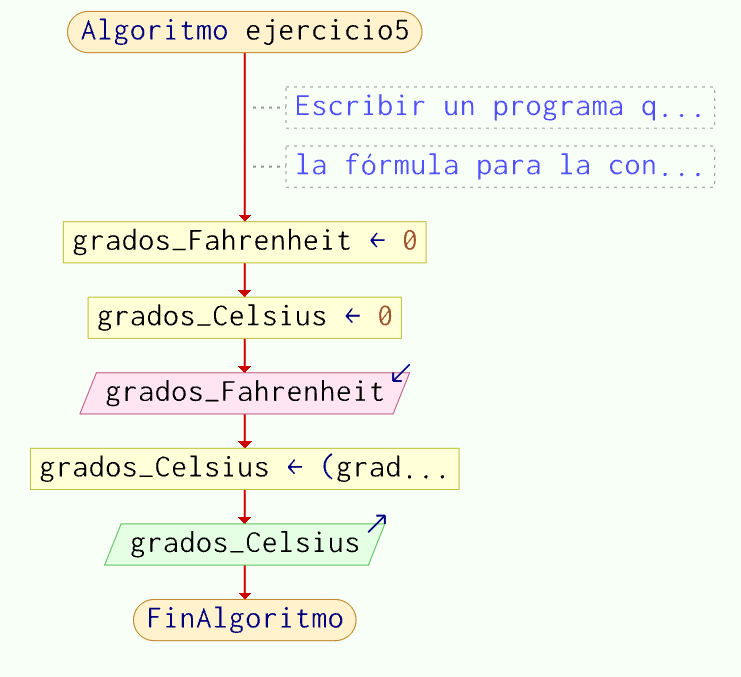 Algoritmo ejercicio5
Escribir un programa q...
la fórmula para la con...
grados_Fahrenheit ← 0
grados_Celsius ← 0
grados_Fahrenheit
grados_Celsius ← (grad...
grados_Celsius
FinAlgoritmo